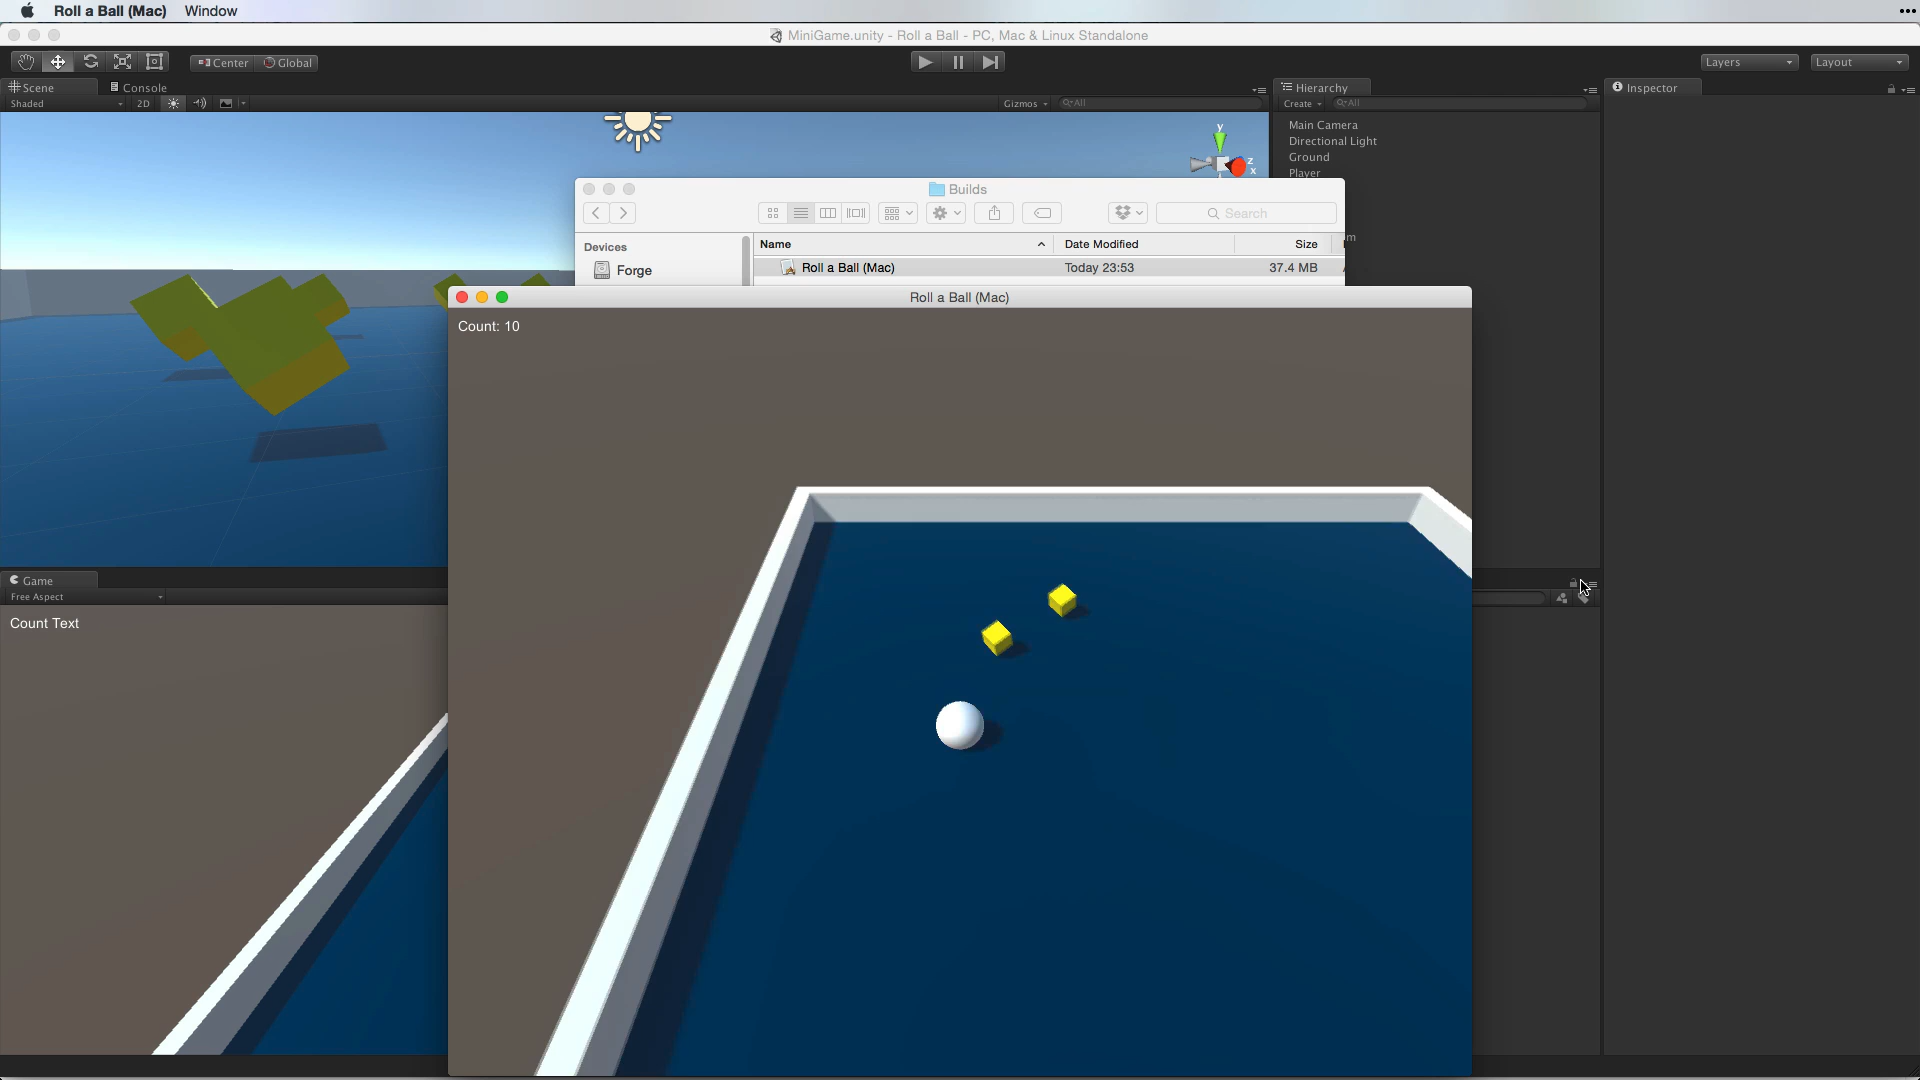 Roll a Ball (Mac) Window
MiniGame.unity - Roll a Ball - PC, Mac & Linux Standalone
Center Global
Layers
Layout
Scene Console
Hierarchy
Inspector
Shaded 2D
Gizmos All
Create All
Main Camera
Directional Light
Ground
Player
y
z
x
Builds
Search
Devices
Name Date Modified Size
Forge
Roll a Ball (Mac) Today 23:53 37.4 MB
Roll a Ball (Mac)
Count: 10
Game
Free Aspect
Count Text